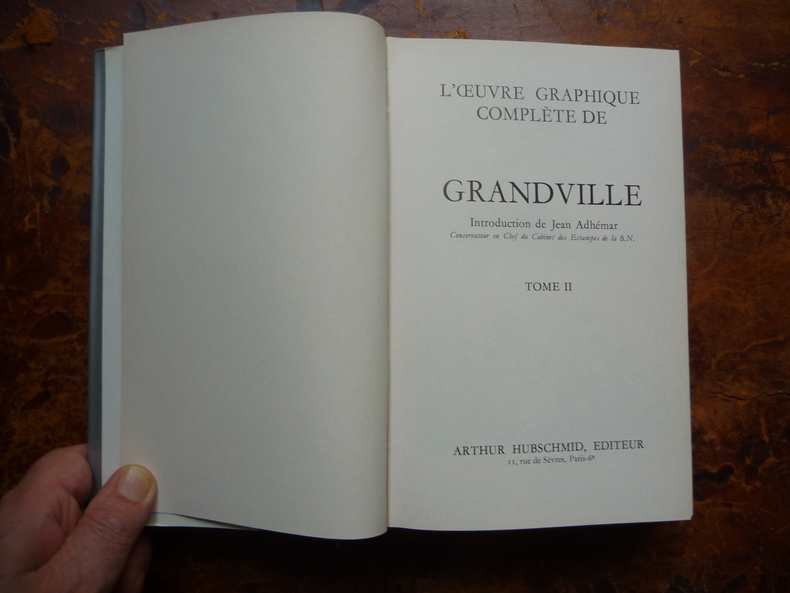 L'ŒUVRE GRAPHIQUE
COMPLÈTE DE
GRANDVILLE
Introduction de Jean Adhémar
Conservateur en Chef du Cabinet des Estampes de la B.N.
TOME II
ARTHUR HUBSCHMID, EDITEUR
11, rue de Sèvres, Paris-6e